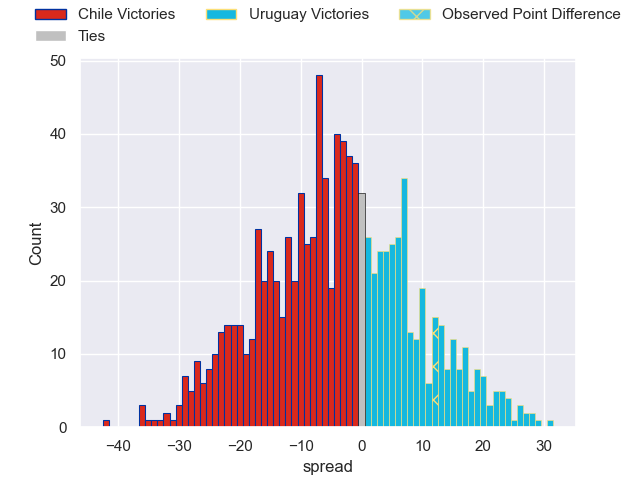 Chile Victories
Uruguay Victories
Observed Point Difference
Ties
50
40
30
20
10
0
Count
−40
−30
−20
−10
0
10
20
30
spread